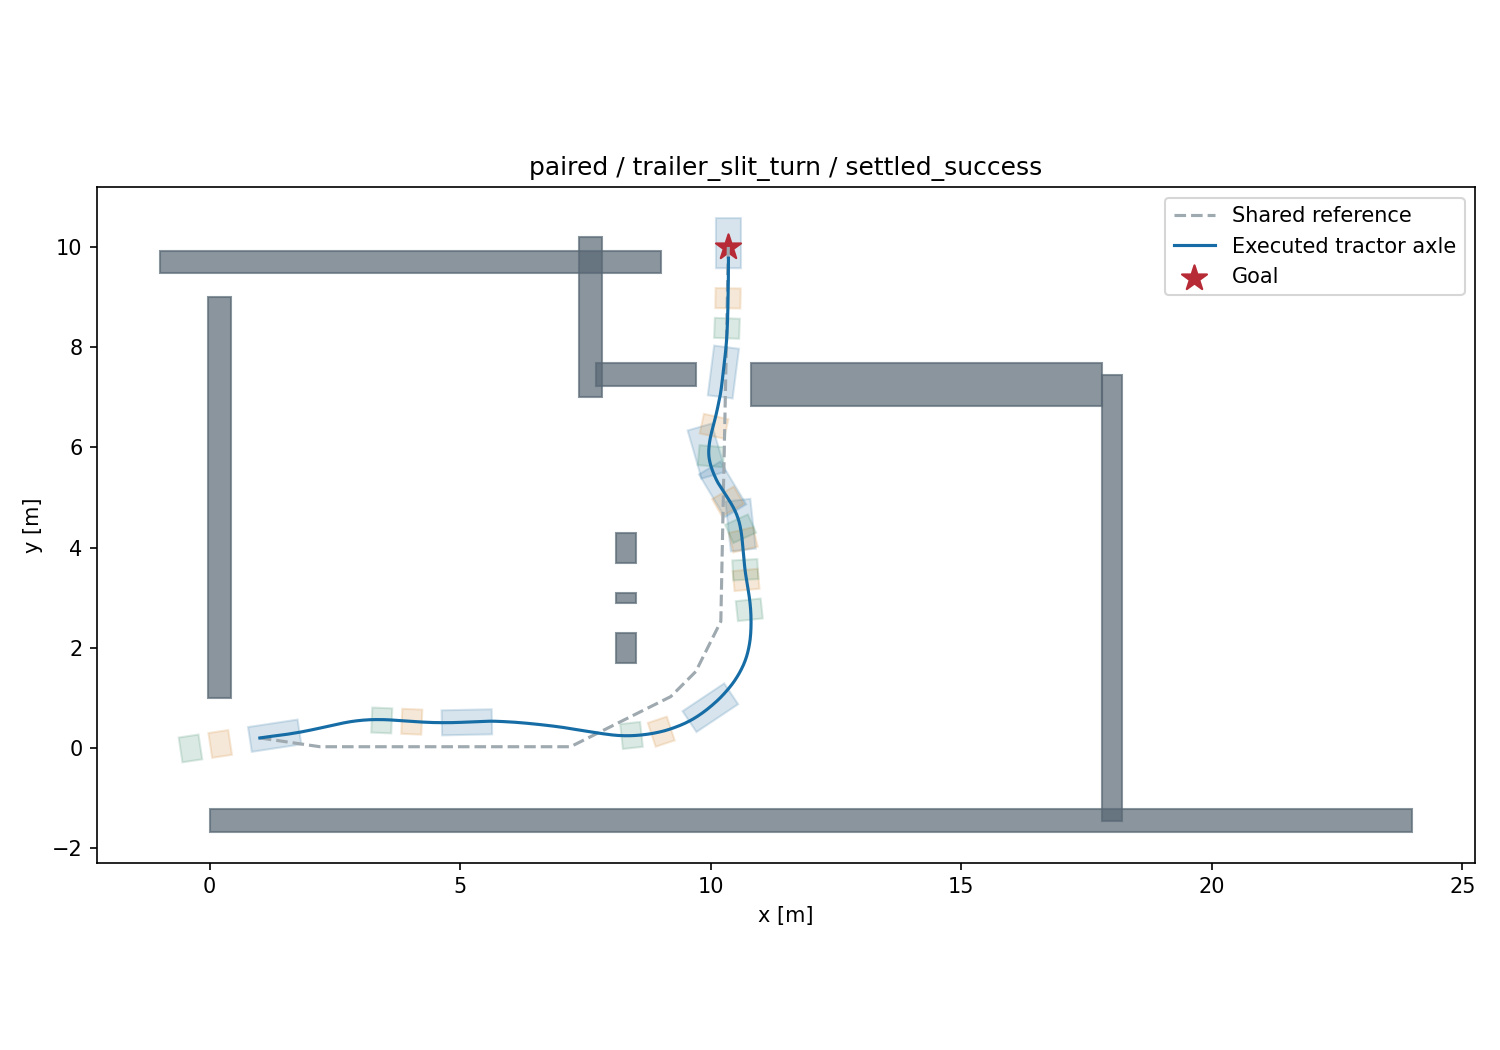 paired / trailer_slit_turn / settled_success
Shared reference
Executed tractor axle
Goal
10
8
6
4
2
0
−2
y [m]
0
5
10
15
20
25
x [m]